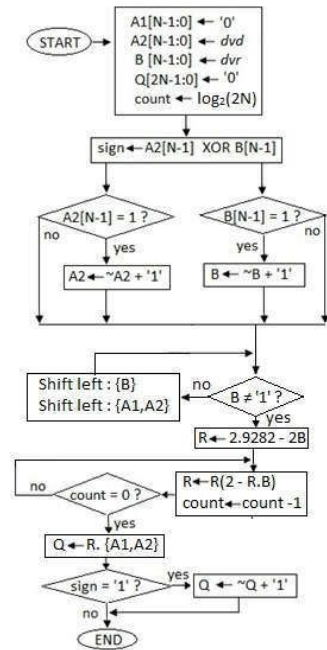 START
A1[N-1:0] ← '0'
A2[N-1:0] ← dvd
B [N-1:0] ← dvr
Q[2N-1:0] ← '0'
count ← log₂(2N)
sign←A2[N-1] XOR B[N-1]
A2[N-1] = 1 ?
B[N-1] = 1 ?
no
yes
yes
no
A2← ~A2 + '1'
B ← ~B + '1'
Shift left : {B}
Shift left : {A1,A2}
no
B ≠ '1' ?
yes
R← 2.9282 - 2B
no
count = 0 ?
R←R(2 - R.B)
count←count -1
yes
Q←R. {A1,A2}
sign = '1' ?
yes
Q ← ~Q + '1'
no
END